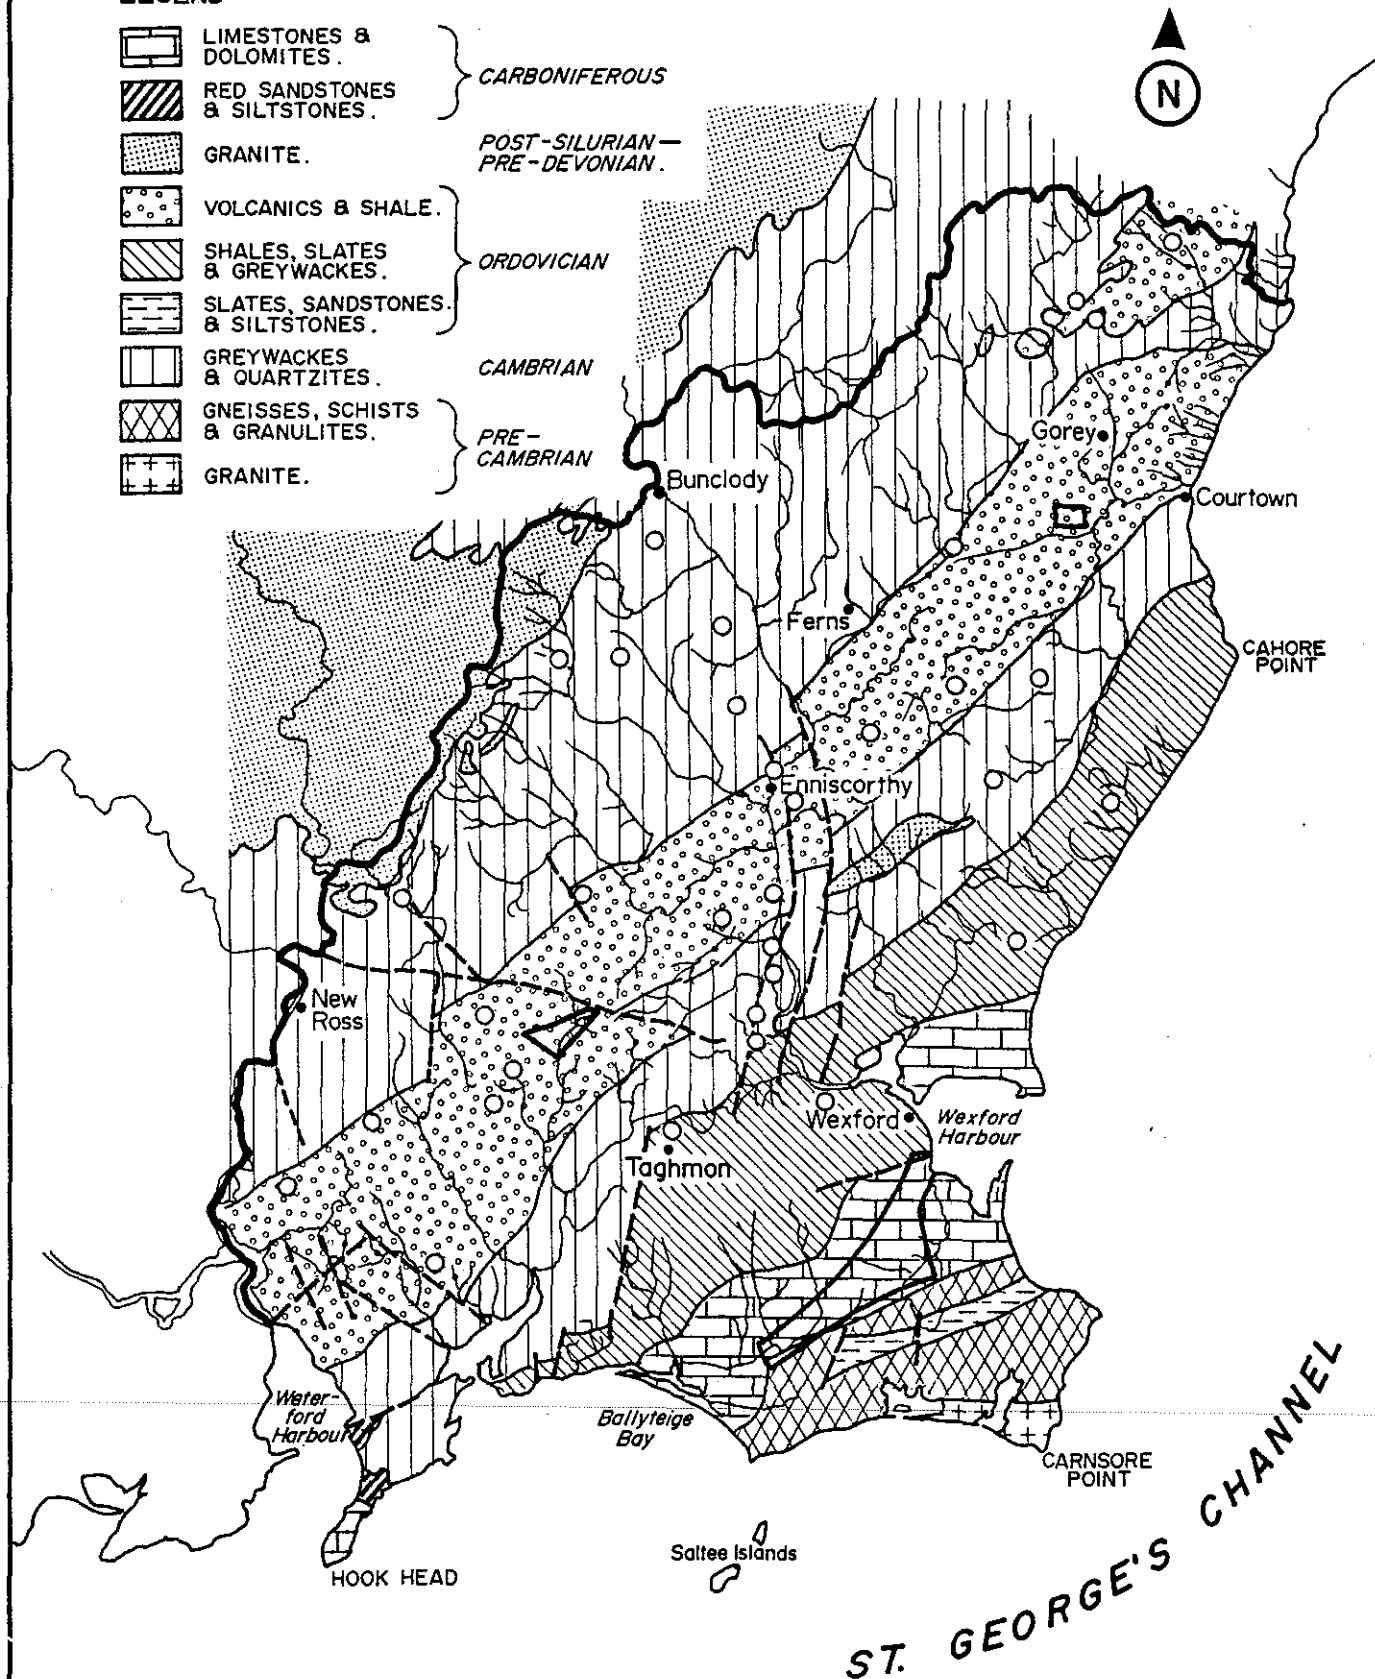 LIMESTONES &
DOLOMITES.
RED SANDSTONES
& SILTSTONES.
CARBONIFEROUS
GRANITE.
POST-SILURIAN—
PRE-DEVONIAN.
VOLCANICS & SHALE.
SHALES, SLATES
& GREYWACKES.
ORDOVICIAN
SLATES, SANDSTONES.
& SILTSTONES.
GREYWACKES
& QUARTZITES.
CAMBRIAN
GNEISSES, SCHISTS
& GRANULITES.
PRE-
CAMBRIAN
GRANITE.
N
Gorey
Bunclody
Courtown
Ferns
CAHORE
POINT
Enniscorthy
New
Ross
Wexford
Wexford
Harbour
Taghmon
Water-
ford
Harbour
Ballyteige
Bay
CARNSORE
POINT
Saltee Islands
HOOK HEAD
ST. GEORGE'S CHANNEL